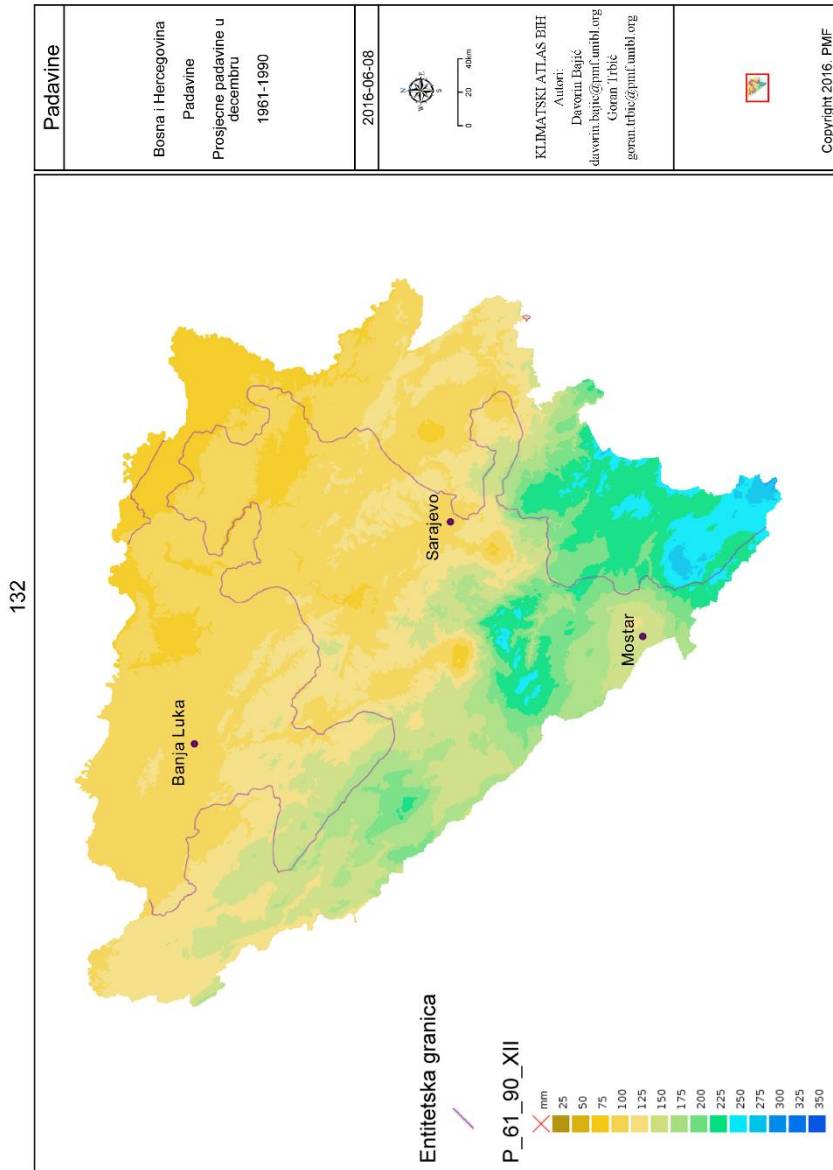 132
Padavine
Bosna i Hercegovina
Padavine
Prosjecne padavine u
decembru
1961-1990
2016-06-08
N
W
E
S
0 20 40km
KLIMATSKI ATLAS BIH
Autori:
Davorin Bajić
davorin.bajic@pmf.unibl.org
Goran Trbić
goran.trbic@pmf.unibl.org
Copyright 2016. PMF
Banja Luka
Sarajevo
Mostar
Entitetska granica
P_61_90_XII
mm
25
50
75
100
125
150
175
200
225
250
275
300
325
350